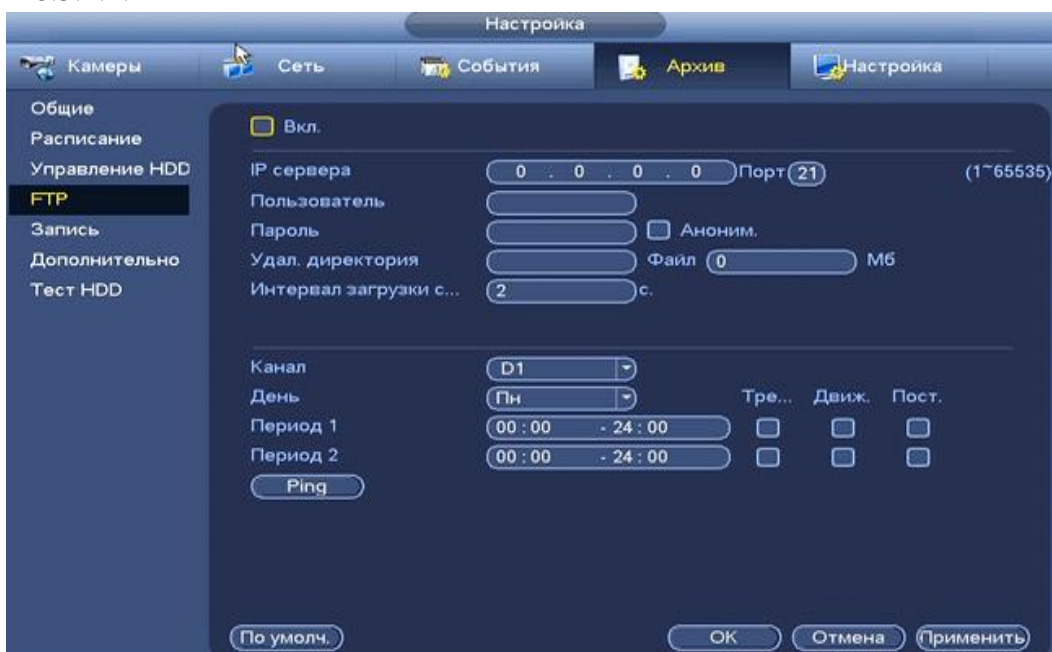 Настройка
Камеры Сеть События Архив Настройка
Общие
Расписание
Управление HDD
FTP
Запись
Дополнительно
Тест HDD
Вкл.
IP сервера 0 . 0 . 0 . 0 Порт 21 (1~65535)
Пользователь
Пароль Аноним.
Удал. директория Файл 0 Мб
Интервал загрузки с... 2 с.
Канал D1
День Пн Тре... Движ. Пост.
Период 1 00 : 00 - 24 : 00
Период 2 00 : 00 - 24 : 00
Ping
По умолч. OK Отмена Применить